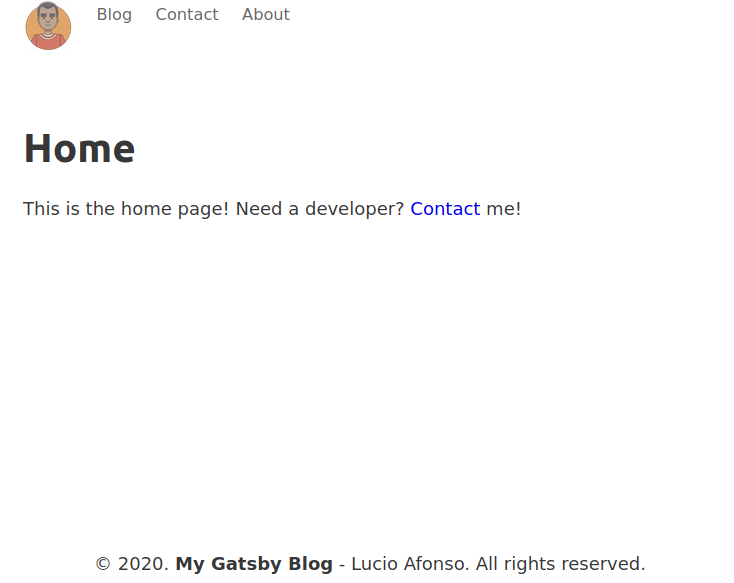 Blog Contact About
Home
This is the home page! Need a developer? Contact me!
© 2020. My Gatsby Blog - Lucio Afonso. All rights reserved.